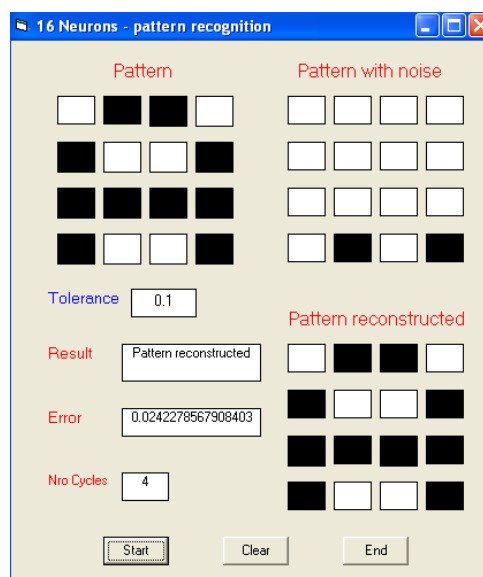 16 Neurons - pattern recognition
Pattern
Pattern with noise
Tolerance 0.1
Pattern reconstructed
Result Pattern reconstructed
Error 0.0242278567908403
Nro Cycles 4
Start Clear End